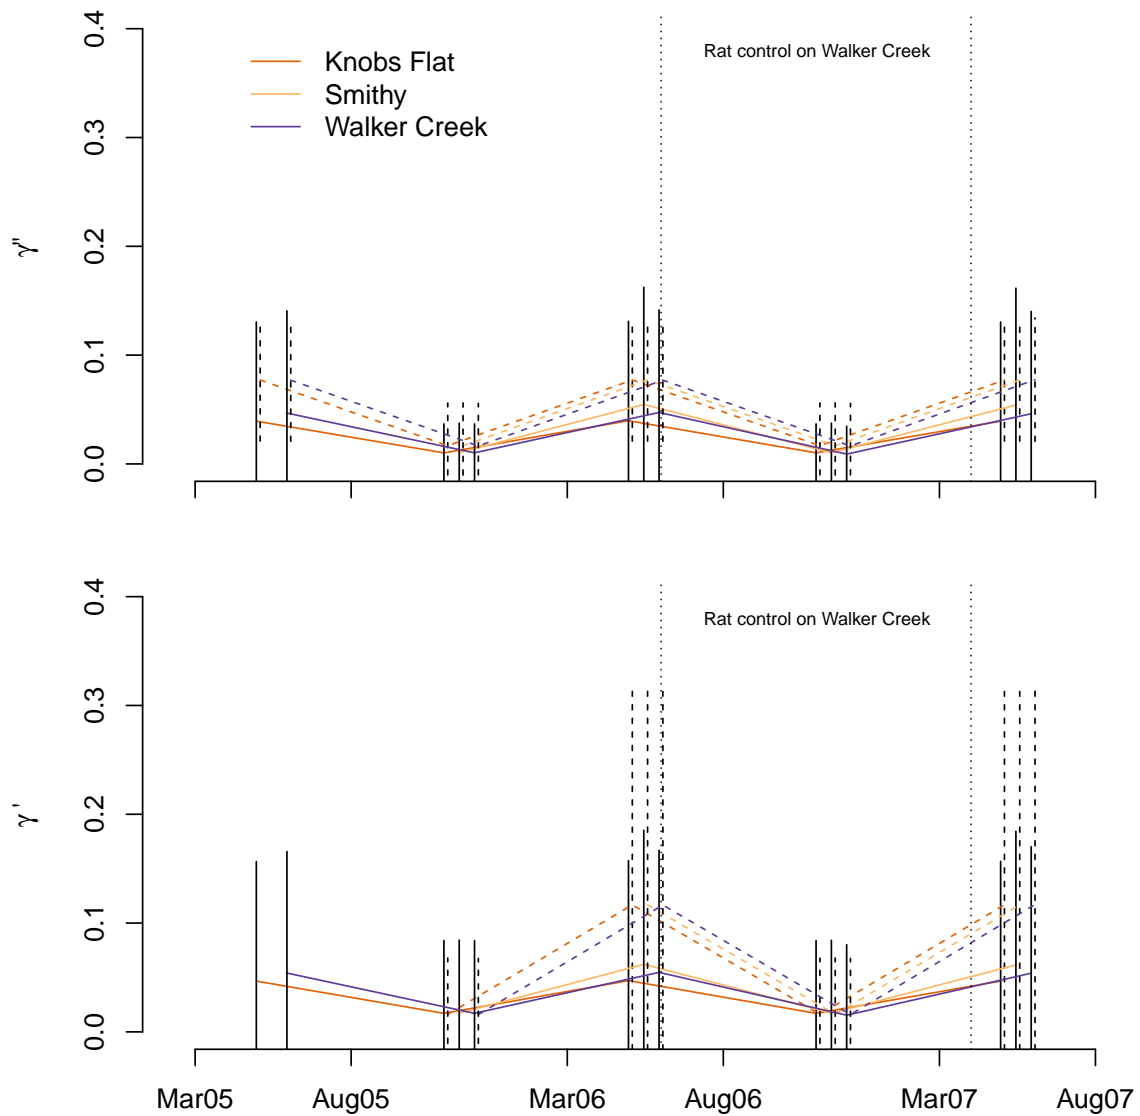 0.4
Rat control on Walker Creek
Knobs Flat
Smithy
Walker Creek
0.3
0.2
γ''
0.1
0.0
0.4
Rat control on Walker Creek
0.3
0.2
γ'
0.1
0.0
Mar05 Aug05 Mar06 Aug06 Mar07 Aug07